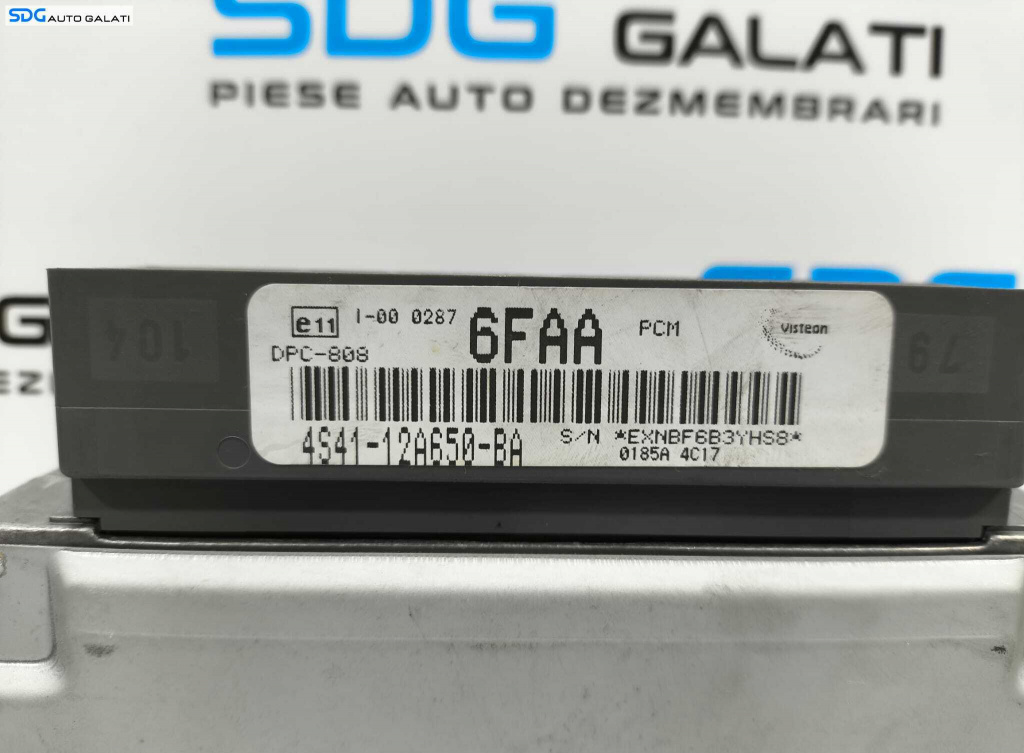 SDG AUTO GALATI
SDG GALATI
PIESE AUTO DEZMEMBRARI
e11 I-00 0287 6FAA PCM Visteon
DPC-808
4S41-12A650-BA S/N *EXNBF6B3YHS8*
0185A 4C17
104
79